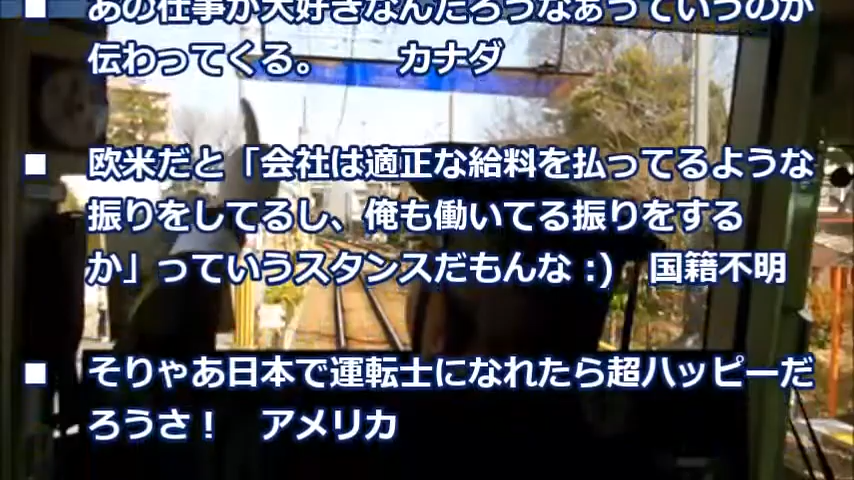 ■ あの仕事が大好きなんだろうなぁっていうのが
伝わってくる。 カナダ
■ 欧米だと「会社は適正な給料を払ってるような
振りをしてるし、俺も働いてる振りをする
か」っていうスタンスだもんな :) 国籍不明
■ そりゃあ日本で運転士になれたら超ハッピーだ
ろうさ！ アメリカ